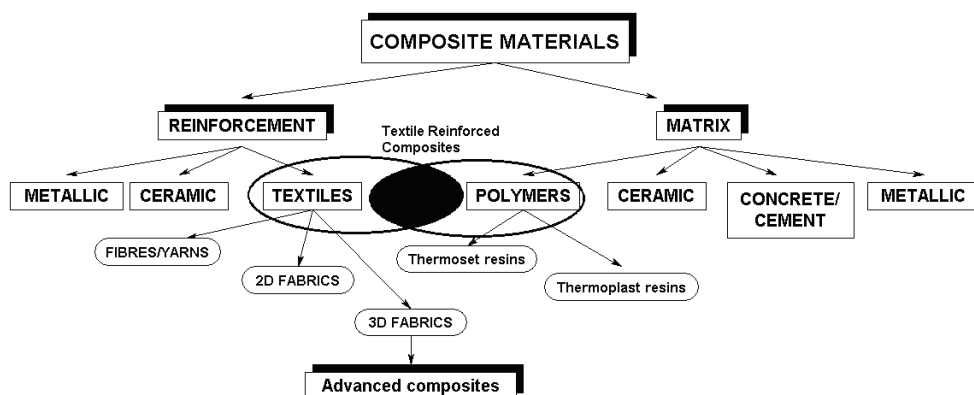 COMPOSITE MATERIALS
REINFORCEMENT
MATRIX
Textile Reinforced
Composites
METALLIC
CERAMIC
TEXTILES
POLYMERS
CERAMIC
CONCRETE/
CEMENT
METALLIC
FIBRES/YARNS
2D FABRICS
Thermoset resins
Thermoplast resins
3D FABRICS
Advanced composites